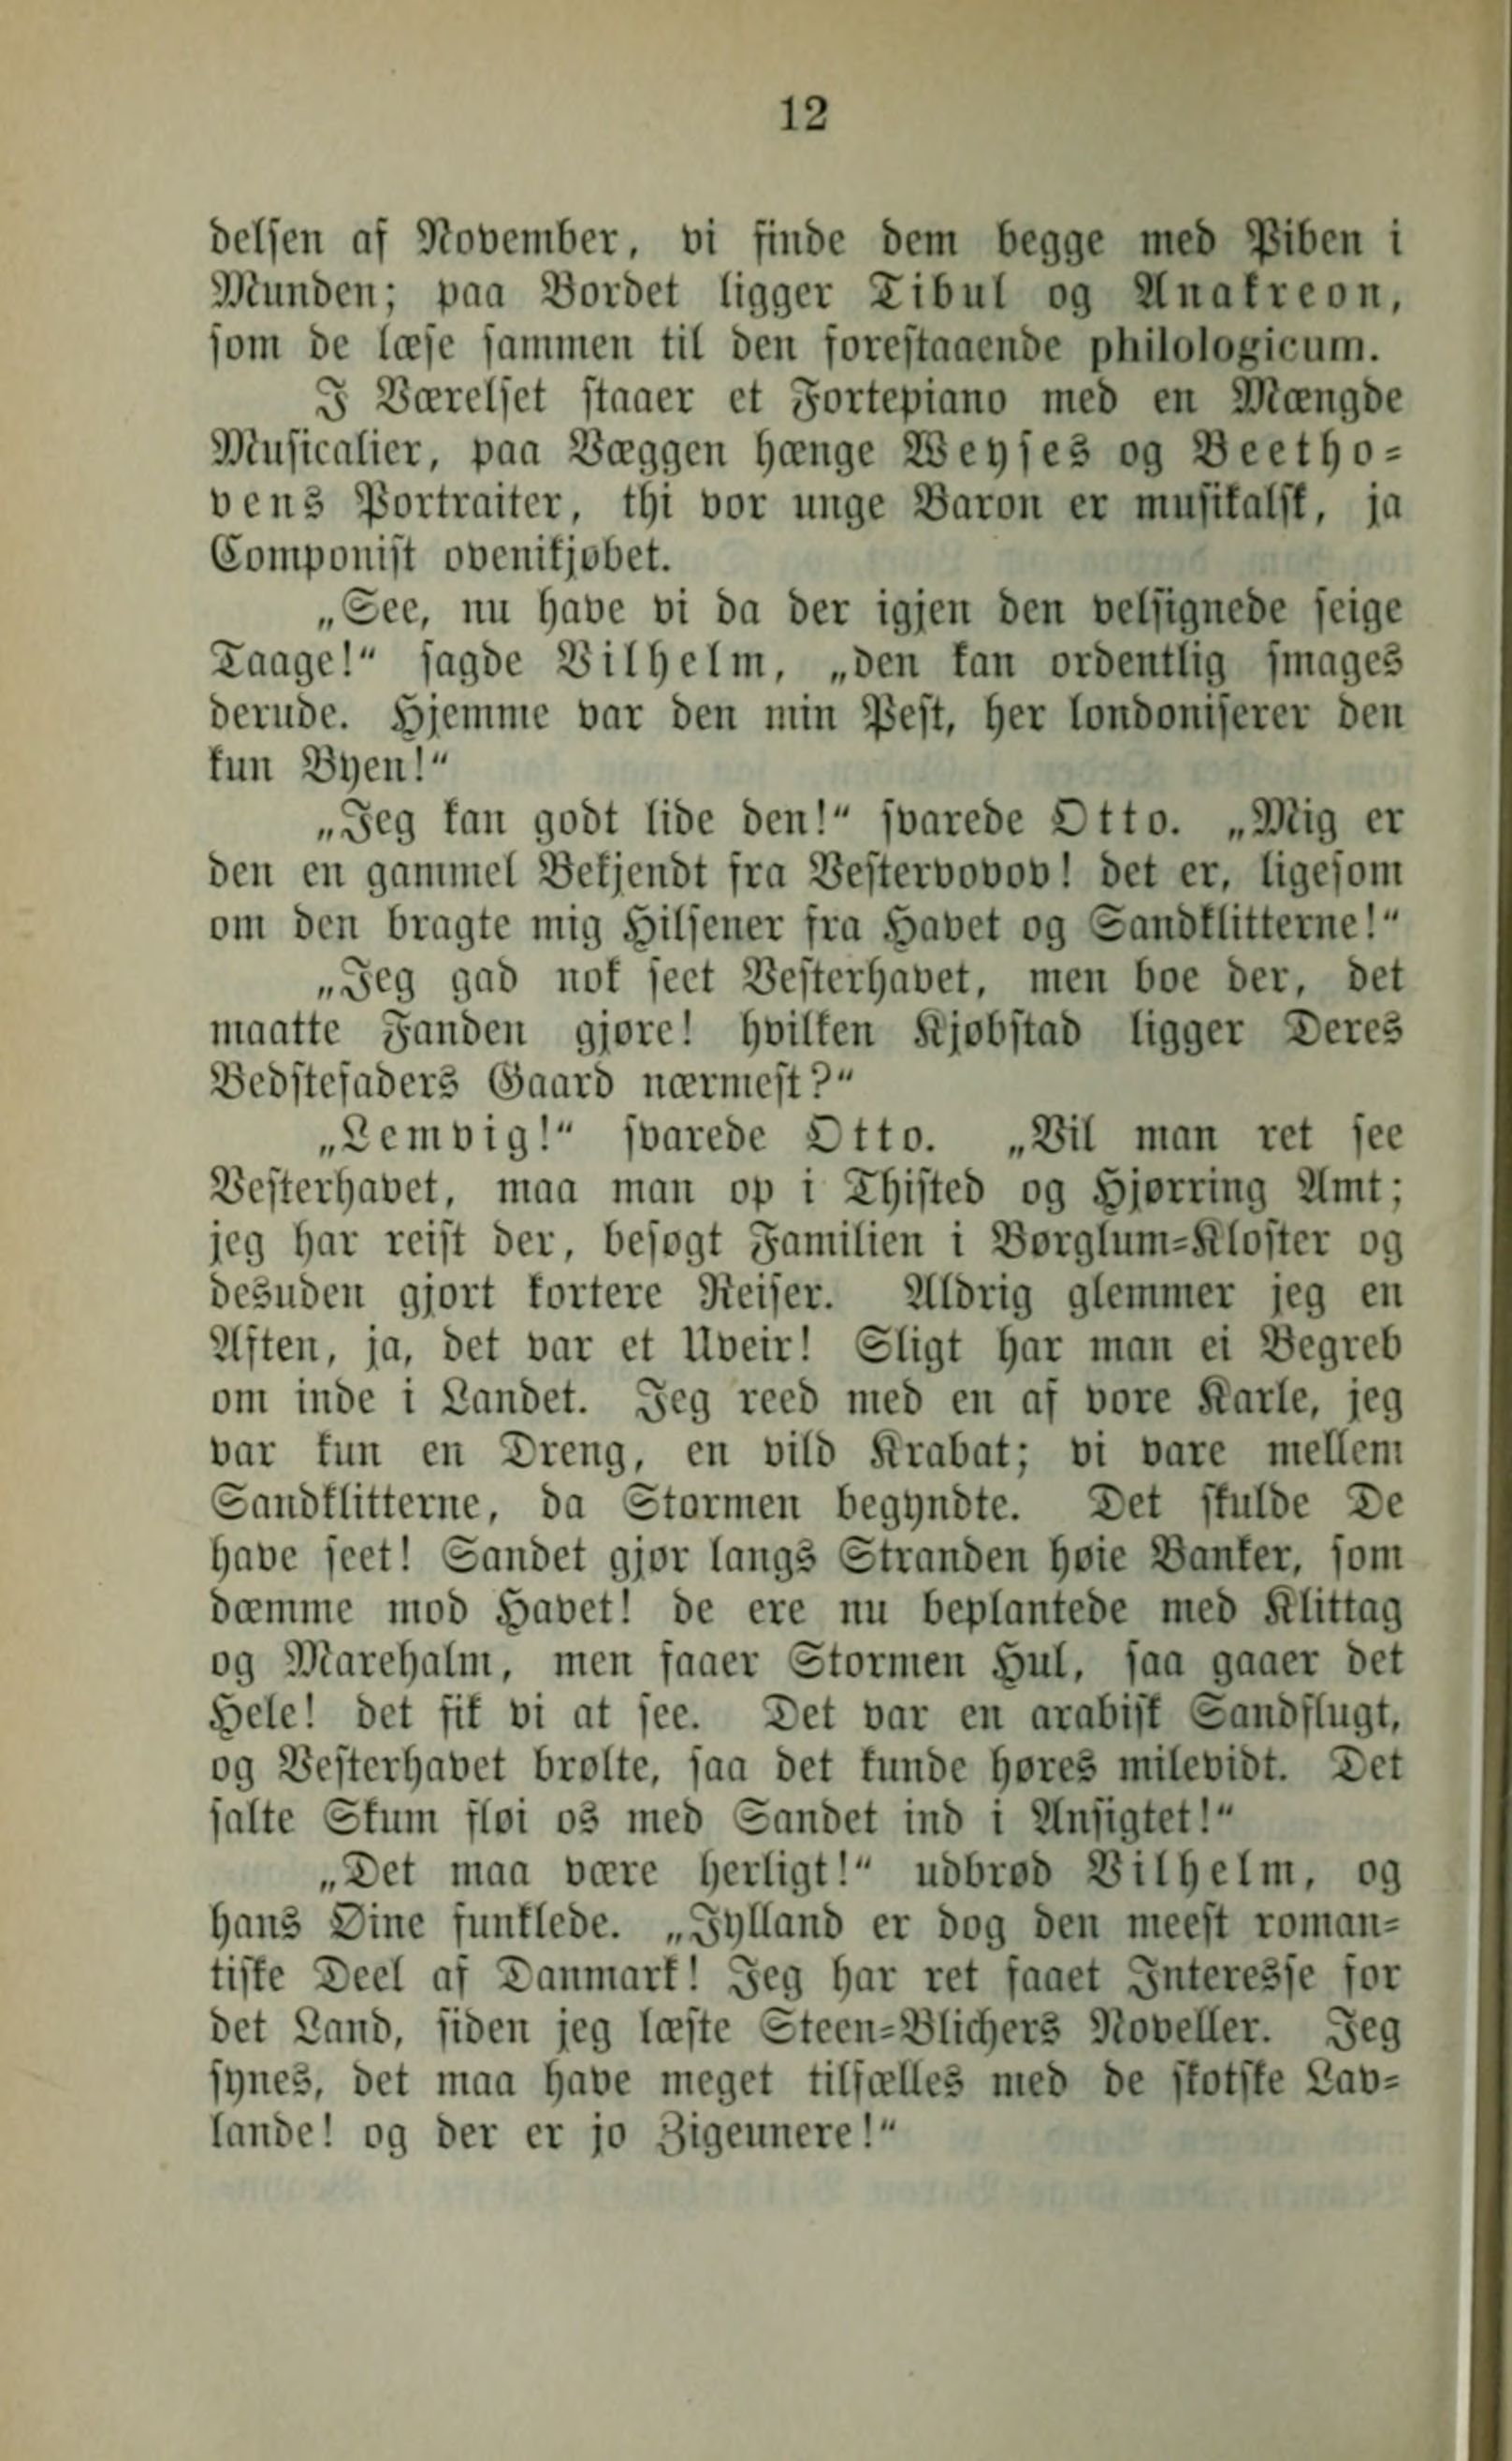 12
delsen af November, vi finde dem begge med Piben i
Munden; paa Bordet ligger Tibul og Anakreon,
som de læse sammen til den forestaaende philologicum.
I Værelset staaer et Fortepiano med en Mængde
Musicalier, paa Væggen hænge Weyses og Beetho-
vens Portraiter, thi vor unge Baron er musikalsk, ja
Componist ovenikjøbet.
„See, nu have vi da der igjen den velsignede seige
Taage!“ sagde Vilhelm, „den kan ordentlig smages
derude. Hjemme var den min Pest, her londoniserer den
kun Byen!“
„Jeg kan godt lide den!“ svarede Otto. „Mig er
den en gammel Bekjendt fra Vestervovov! det er, ligesom
om den bragte mig Hilsener fra Havet og Sandklitterne!“
„Jeg gad nok seet Vesterhavet, men boe der, det
maatte Fanden gjøre! hvilken Kjøbstad ligger Deres
Bedstefaders Gaard nærmest?“
„Lemvig!“ svarede Otto. „Vil man ret see
Vesterhavet, maa man op i Thisted og Hjørring Amt;
jeg har reist der, besøgt Familien i Børglum-Kloster og
desuden gjort kortere Reiser. Aldrig glemmer jeg en
Aften, ja, det var et Uveir! Sligt har man ei Begreb
om inde i Landet. Jeg reed med en af vore Karle, jeg
var kun en Dreng, en vild Krabat; vi vare mellem
Sandklitterne, da Stormen begyndte. Det skulde De
have seet! Sandet gjør langs Stranden høie Banker, som
dæmme mod Havet! de ere nu beplantede med Klittag
og Marehalm, men faaer Stormen Hul, saa gaaer det
Hele! det fik vi at see. Det var en arabisk Sandflugt,
og Vesterhavet brølte, saa det kunde høres milevidt. Det
salte Skum fløi os med Sandet ind i Ansigtet!“
„Det maa være herligt!“ udbrød Vilhelm, og
hans Øine funklede. „Jylland er dog den meest roman-
tiske Deel af Danmark! Jeg har ret faaet Interesse for
det Land, siden jeg læste Steen-Blichers Noveller. Jeg
synes, det maa have meget tilfælles med de skotske Lav-
lande! og der er jo Zigeunere!“